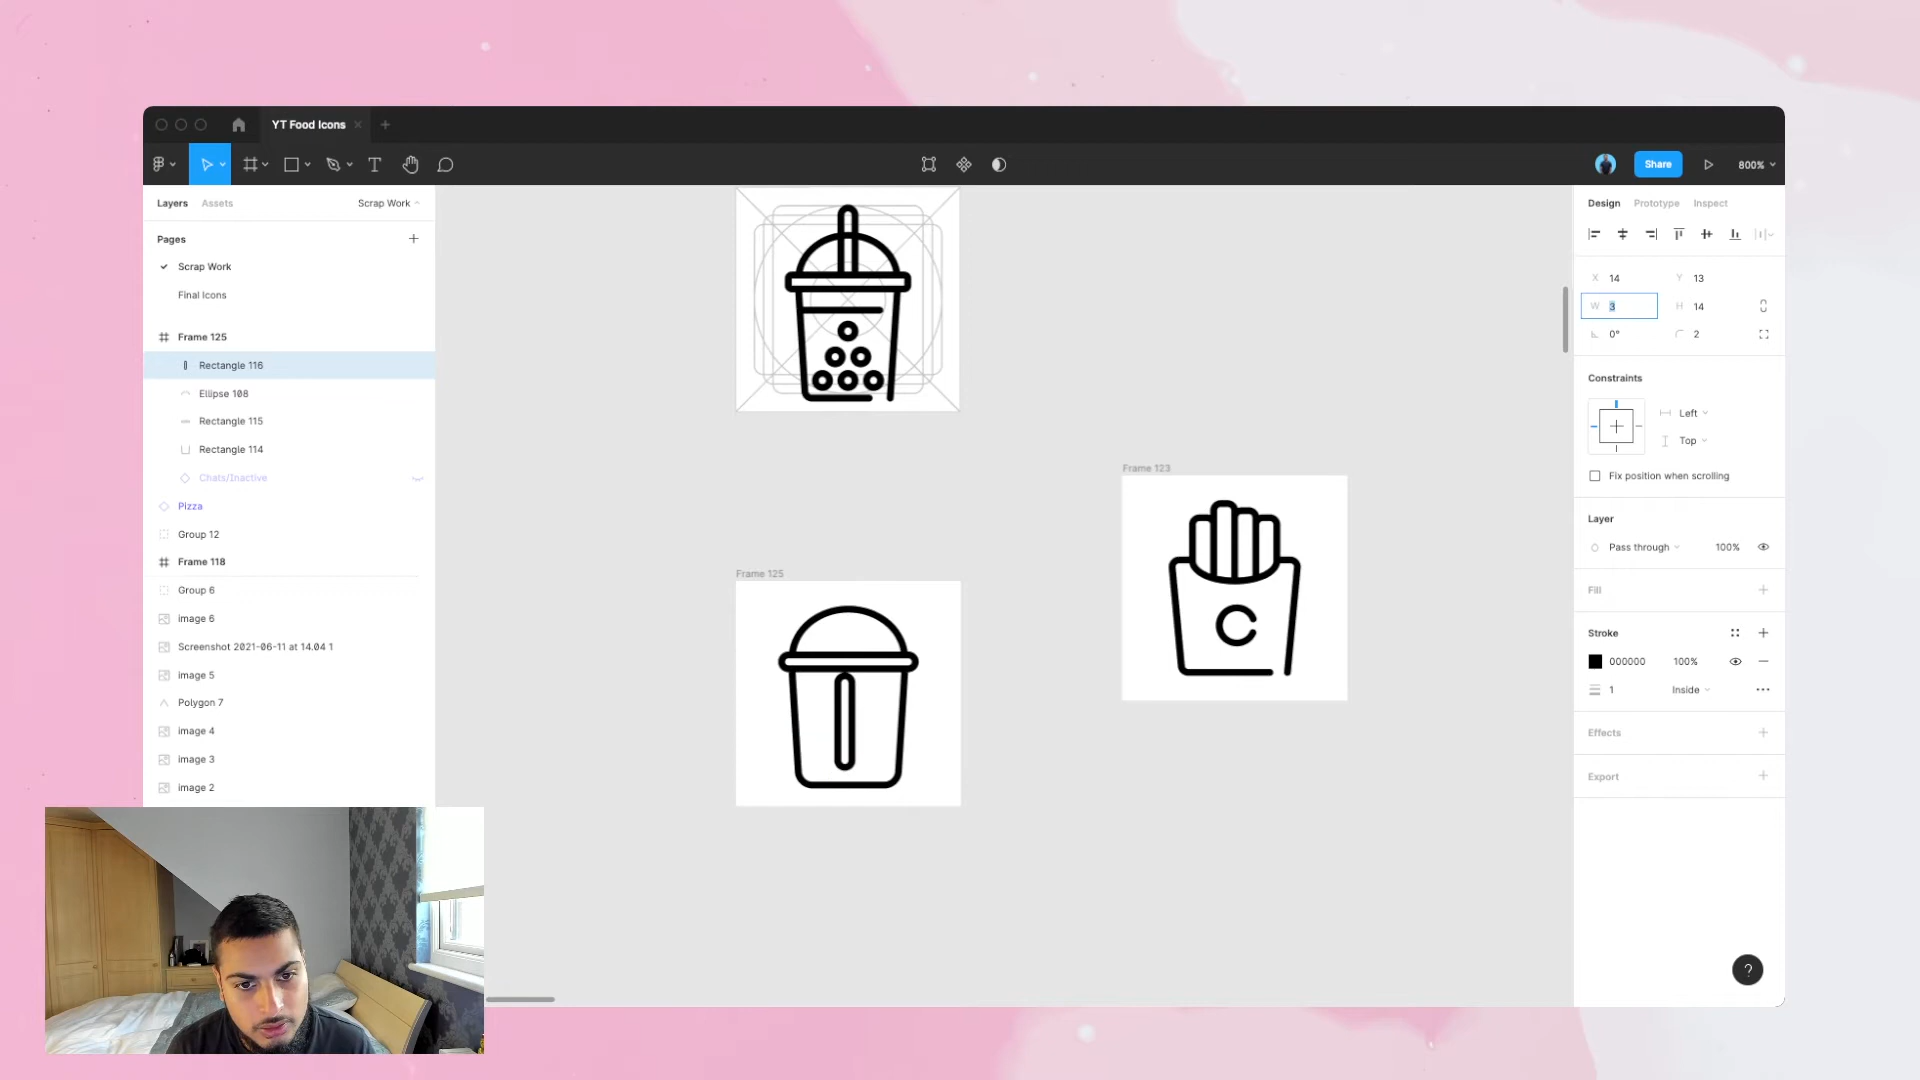 YT Food Icons
Share
800%
Layers
Assets
Scrap Work
Pages
Scrap Work
Final Icons
Frame 125
Rectangle 116
Ellipse 108
Rectangle 115
Rectangle 114
Chats/Inactive
Pizza
Group 12
Frame 118
Group 6
image 6
Screenshot 2021-06-11 at 14.04 1
image 5
Polygon 7
image 4
image 3
image 2
Frame 125
Frame 123
C
Design
Prototype
Inspect
X 14
Y 13
W 3
H 14
0°
2
Constraints
Left
Top
Fix position when scrolling
Layer
Pass through
100%
Fill
Stroke
000000
100%
1
Inside
Effects
Export
?